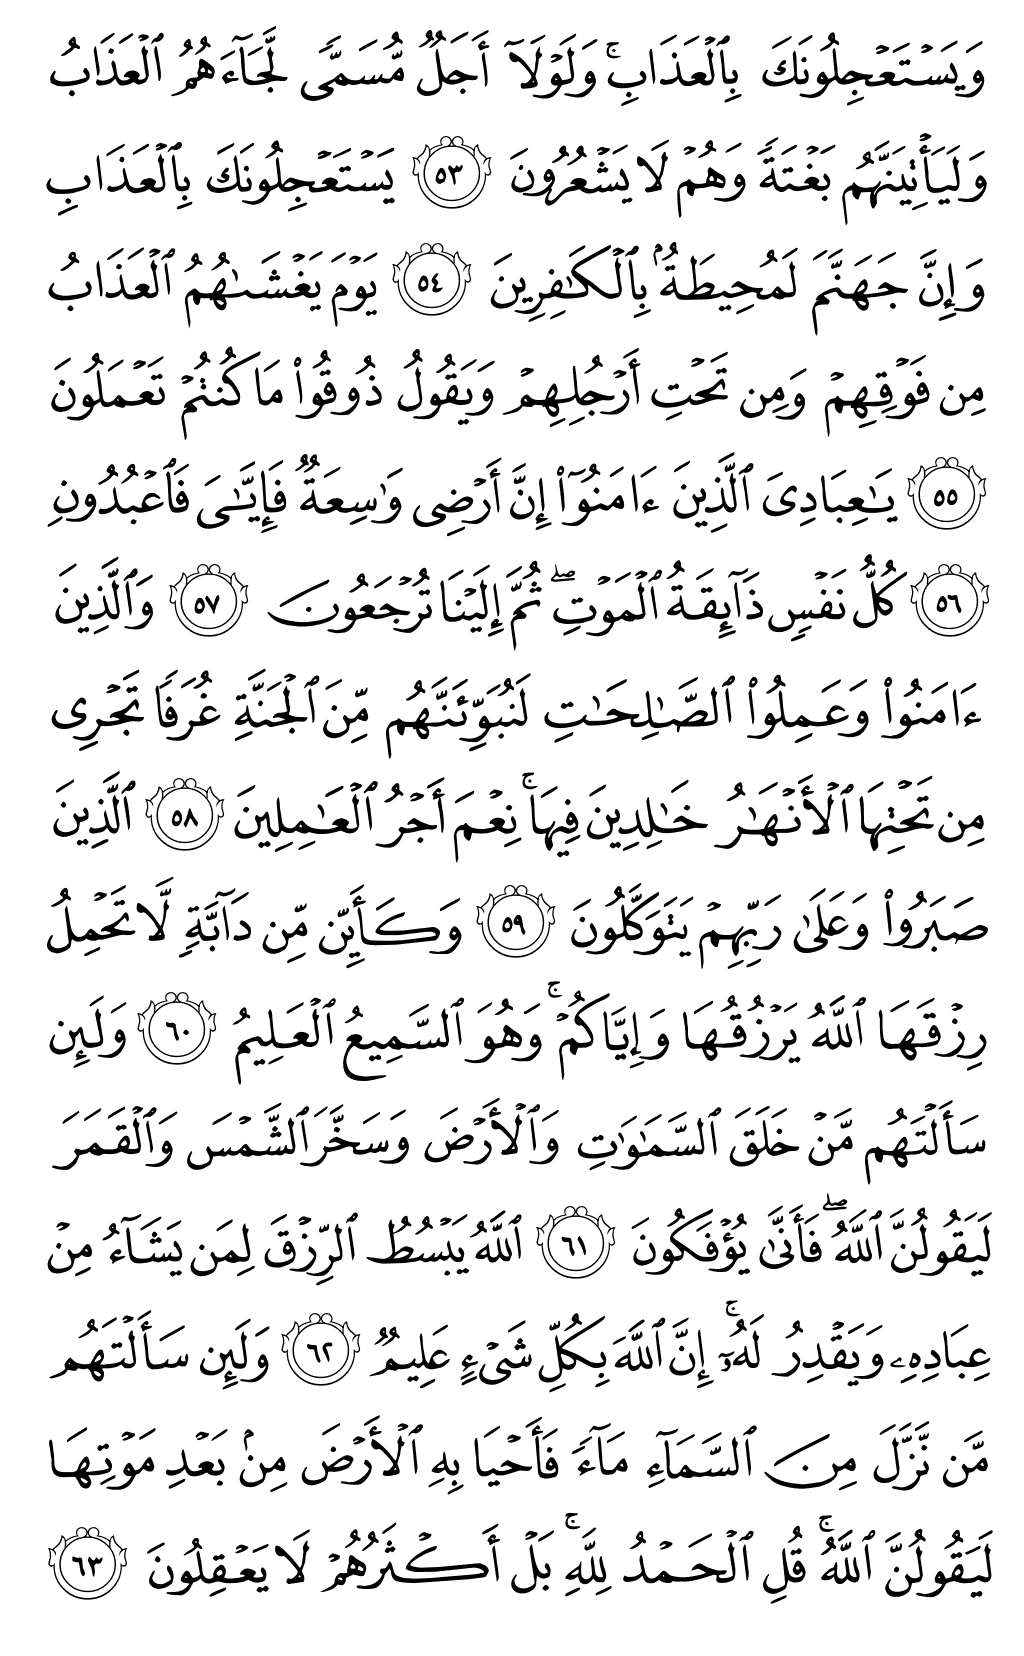 وَيَسْتَعْجِلُونَكَ بِٱلْعَذَابِ ۚ وَلَوْلَآ أَجَلٌ مُّسَمًّى لَّجَآءَهُمُ ٱلْعَذَابُ
وَلَيَأْتِيَنَّهُم بَغْتَةً وَهُمْ لَا يَشْعُرُونَ ٥٣ يَسْتَعْجِلُونَكَ بِٱلْعَذَابِ
وَإِنَّ جَهَنَّمَ لَمُحِيطَةٌۢ بِٱلْكَٰفِرِينَ ٥٤ يَوْمَ يَغْشَىٰهُمُ ٱلْعَذَابُ
مِن فَوْقِهِمْ وَمِن تَحْتِ أَرْجُلِهِمْ وَيَقُولُ ذُوقُوا۟ مَا كُنتُمْ تَعْمَلُونَ
٥٥ يَٰعِبَادِىَ ٱلَّذِينَ ءَامَنُوٓا۟ إِنَّ أَرْضِى وَٰسِعَةٌ فَإِيَّٰىَ فَٱعْبُدُونِ
٥٦ كُلُّ نَفْسٍ ذَآئِقَةُ ٱلْمَوْتِ ۖ ثُمَّ إِلَيْنَا تُرْجَعُونَ ٥٧ وَٱلَّذِينَ
ءَامَنُوا۟ وَعَمِلُوا۟ ٱلصَّٰلِحَٰتِ لَنُبَوِّئَنَّهُم مِّنَ ٱلْجَنَّةِ غُرَفًا تَجْرِى
مِن تَحْتِهَا ٱلْأَنْهَٰرُ خَٰلِدِينَ فِيهَا ۚ نِعْمَ أَجْرُ ٱلْعَٰمِلِينَ ٥٨ ٱلَّذِينَ
صَبَرُوا۟ وَعَلَىٰ رَبِّهِمْ يَتَوَكَّلُونَ ٥٩ وَكَأَيِّن مِّن دَآبَّةٍ لَّا تَحْمِلُ
رِزْقَهَا ٱللَّهُ يَرْزُقُهَا وَإِيَّاكُمْ ۚ وَهُوَ ٱلسَّمِيعُ ٱلْعَلِيمُ ٦٠ وَلَئِن
سَأَلْتَهُم مَّنْ خَلَقَ ٱلسَّمَٰوَٰتِ وَٱلْأَرْضَ وَسَخَّرَ ٱلشَّمْسَ وَٱلْقَمَرَ
لَيَقُولُنَّ ٱللَّهُ ۖ فَأَنَّىٰ يُؤْفَكُونَ ٦١ ٱللَّهُ يَبْسُطُ ٱلرِّزْقَ لِمَن يَشَآءُ مِنْ
عِبَادِهِۦ وَيَقْدِرُ لَهُۥٓ ۚ إِنَّ ٱللَّهَ بِكُلِّ شَىْءٍ عَلِيمٌ ٦٢ وَلَئِن سَأَلْتَهُم
مَّن نَّزَّلَ مِنَ ٱلسَّمَآءِ مَآءً فَأَحْيَا بِهِ ٱلْأَرْضَ مِنۢ بَعْدِ مَوْتِهَا
لَيَقُولُنَّ ٱللَّهُ ۚ قُلِ ٱلْحَمْدُ لِلَّهِ ۚ بَلْ أَكْثَرُهُمْ لَا يَعْقِلُونَ ٦٣